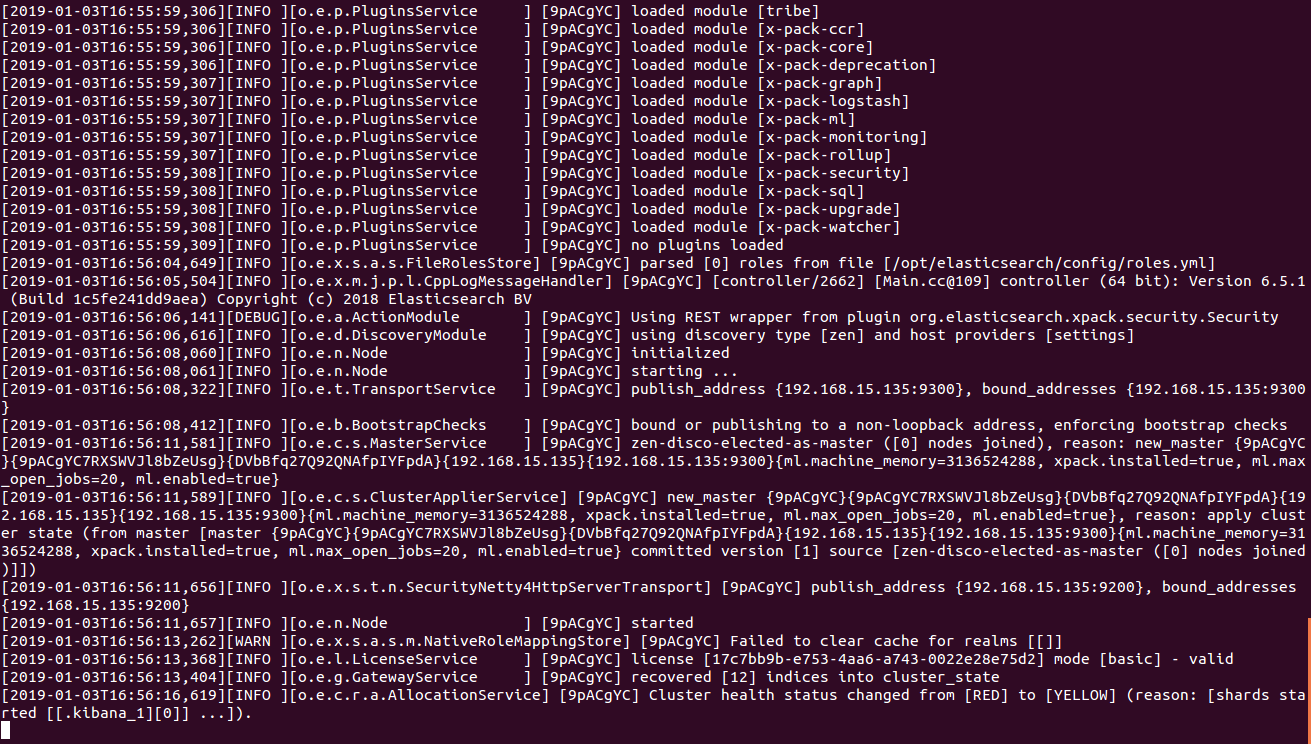 [2019-01-03T16:55:59,306][INFO ][o.e.p.PluginsService     ] [9pACgYC] loaded module [tribe]
[2019-01-03T16:55:59,306][INFO ][o.e.p.PluginsService     ] [9pACgYC] loaded module [x-pack-ccr]
[2019-01-03T16:55:59,306][INFO ][o.e.p.PluginsService     ] [9pACgYC] loaded module [x-pack-core]
[2019-01-03T16:55:59,306][INFO ][o.e.p.PluginsService     ] [9pACgYC] loaded module [x-pack-deprecation]
[2019-01-03T16:55:59,307][INFO ][o.e.p.PluginsService     ] [9pACgYC] loaded module [x-pack-graph]
[2019-01-03T16:55:59,307][INFO ][o.e.p.PluginsService     ] [9pACgYC] loaded module [x-pack-logstash]
[2019-01-03T16:55:59,307][INFO ][o.e.p.PluginsService     ] [9pACgYC] loaded module [x-pack-ml]
[2019-01-03T16:55:59,307][INFO ][o.e.p.PluginsService     ] [9pACgYC] loaded module [x-pack-monitoring]
[2019-01-03T16:55:59,307][INFO ][o.e.p.PluginsService     ] [9pACgYC] loaded module [x-pack-rollup]
[2019-01-03T16:55:59,308][INFO ][o.e.p.PluginsService     ] [9pACgYC] loaded module [x-pack-security]
[2019-01-03T16:55:59,308][INFO ][o.e.p.PluginsService     ] [9pACgYC] loaded module [x-pack-sql]
[2019-01-03T16:55:59,308][INFO ][o.e.p.PluginsService     ] [9pACgYC] loaded module [x-pack-upgrade]
[2019-01-03T16:55:59,308][INFO ][o.e.p.PluginsService     ] [9pACgYC] loaded module [x-pack-watcher]
[2019-01-03T16:55:59,309][INFO ][o.e.p.PluginsService     ] [9pACgYC] no plugins loaded
[2019-01-03T16:56:04,649][INFO ][o.e.x.s.a.s.FileRolesStore] [9pACgYC] parsed [0] roles from file [/opt/elasticsearch/config/roles.yml]
[2019-01-03T16:56:05,504][INFO ][o.e.x.m.j.p.l.CppLogMessageHandler] [9pACgYC] [controller/2662] [Main.cc@109] controller (64 bit): Version 6.5.1
 (Build 1c5fe241dd9aea) Copyright (c) 2018 Elasticsearch BV
[2019-01-03T16:56:06,141][DEBUG][o.e.a.ActionModule       ] [9pACgYC] Using REST wrapper from plugin org.elasticsearch.xpack.security.Security
[2019-01-03T16:56:06,616][INFO ][o.e.d.DiscoveryModule    ] [9pACgYC] using discovery type [zen] and host providers [settings]
[2019-01-03T16:56:08,060][INFO ][o.e.n.Node               ] [9pACgYC] initialized
[2019-01-03T16:56:08,061][INFO ][o.e.n.Node               ] [9pACgYC] starting ...
[2019-01-03T16:56:08,322][INFO ][o.e.t.TransportService   ] [9pACgYC] publish_address {192.168.15.135:9300}, bound_addresses {192.168.15.135:9300
}
[2019-01-03T16:56:08,412][INFO ][o.e.b.BootstrapChecks    ] [9pACgYC] bound or publishing to a non-loopback address, enforcing bootstrap checks
[2019-01-03T16:56:11,581][INFO ][o.e.c.s.MasterService    ] [9pACgYC] zen-disco-elected-as-master ([0] nodes joined), reason: new_master {9pACgYC
}{9pACgYC7RXSWVJl8bZeUsg}{DVbBfq27Q92QNAfpIYFpdA}{192.168.15.135}{192.168.15.135:9300}{ml.machine_memory=3136524288, xpack.installed=true, ml.max
_open_jobs=20, ml.enabled=true}
[2019-01-03T16:56:11,589][INFO ][o.e.c.s.ClusterApplierService] [9pACgYC] new_master {9pACgYC}{9pACgYC7RXSWVJl8bZeUsg}{DVbBfq27Q92QNAfpIYFpdA}{19
2.168.15.135}{192.168.15.135:9300}{ml.machine_memory=3136524288, xpack.installed=true, ml.max_open_jobs=20, ml.enabled=true}, reason: apply clust
er state (from master [master {9pACgYC}{9pACgYC7RXSWVJl8bZeUsg}{DVbBfq27Q92QNAfpIYFpdA}{192.168.15.135}{192.168.15.135:9300}{ml.machine_memory=31
36524288, xpack.installed=true, ml.max_open_jobs=20, ml.enabled=true} committed version [1] source [zen-disco-elected-as-master ([0] nodes joined
)]])
[2019-01-03T16:56:11,656][INFO ][o.e.x.s.t.n.SecurityNetty4HttpServerTransport] [9pACgYC] publish_address {192.168.15.135:9200}, bound_addresses
{192.168.15.135:9200}
[2019-01-03T16:56:11,657][INFO ][o.e.n.Node               ] [9pACgYC] started
[2019-01-03T16:56:13,262][WARN ][o.e.x.s.a.s.m.NativeRoleMappingStore] [9pACgYC] Failed to clear cache for realms [[]]
[2019-01-03T16:56:13,368][INFO ][o.e.l.LicenseService     ] [9pACgYC] license [17c7bb9b-e753-4aa6-a743-0022e28e75d2] mode [basic] - valid
[2019-01-03T16:56:13,404][INFO ][o.e.g.GatewayService     ] [9pACgYC] recovered [12] indices into cluster_state
[2019-01-03T16:56:16,619][INFO ][o.e.c.r.a.AllocationService] [9pACgYC] Cluster health status changed from [RED] to [YELLOW] (reason: [shards sta
rted [[.kibana_1][0]] ...]).